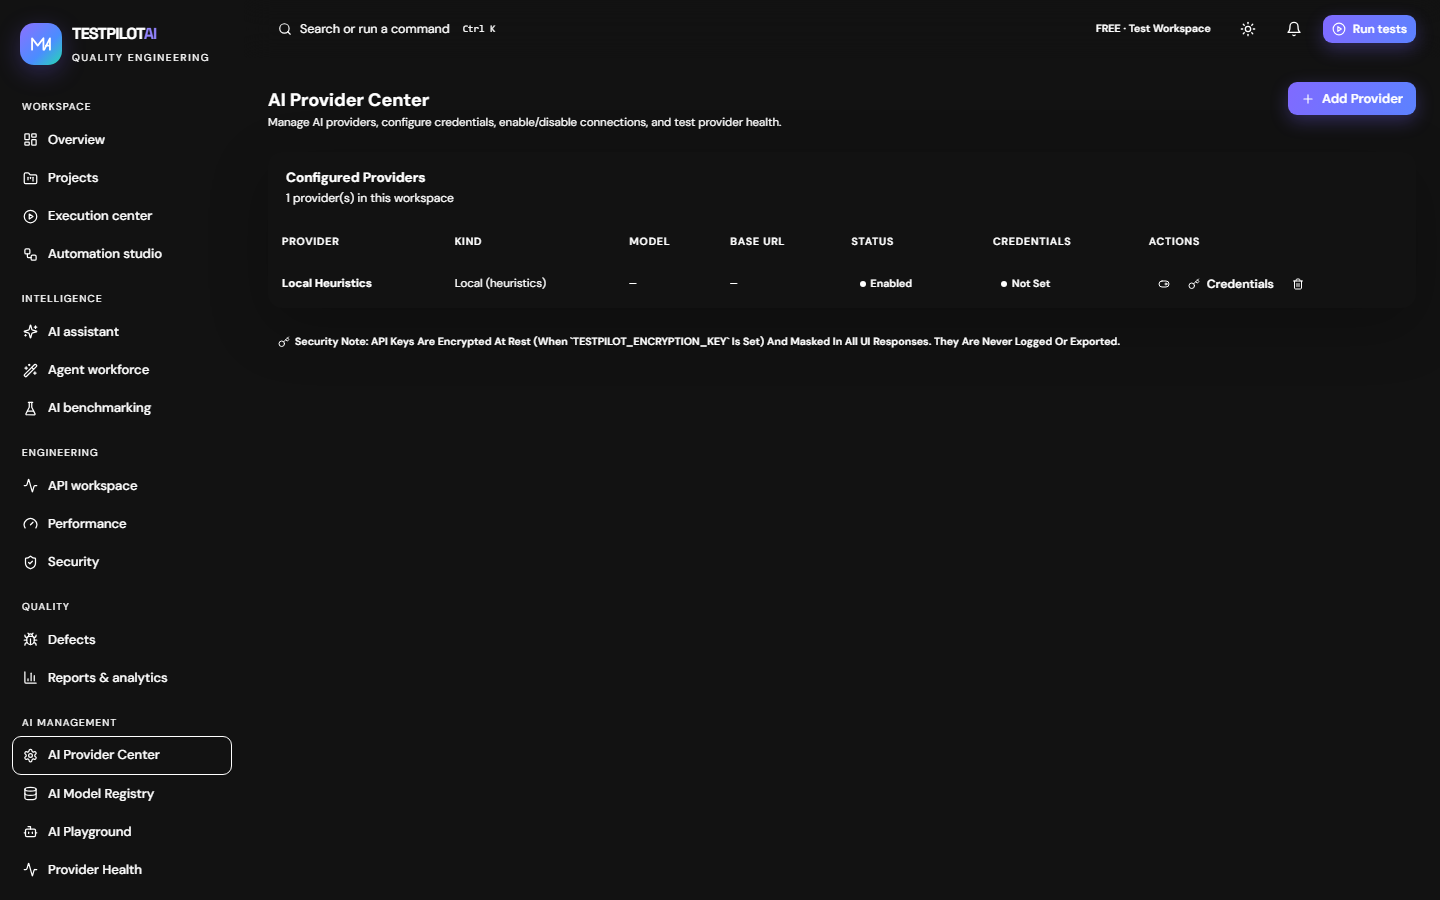 TESTPILOTAI
QUALITY ENGINEERING
Search or run a command Ctrl K
FREE · Test Workspace
Run tests
WORKSPACE
Overview
Projects
Execution center
Automation studio
INTELLIGENCE
AI assistant
Agent workforce
AI benchmarking
ENGINEERING
API workspace
Performance
Security
QUALITY
Defects
Reports & analytics
AI MANAGEMENT
AI Provider Center
AI Model Registry
AI Playground
Provider Health
AI Provider Center
Manage AI providers, configure credentials, enable/disable connections, and test provider health.
Add Provider
Configured Providers
1 provider(s) in this workspace
PROVIDER KIND MODEL BASE URL STATUS CREDENTIALS ACTIONS
Local Heuristics Local (heuristics) — — Enabled Not Set Credentials
Security Note: API Keys Are Encrypted At Rest (When `TESTPILOT_ENCRYPTION_KEY` Is Set) And Masked In All UI Responses. They Are Never Logged Or Exported.